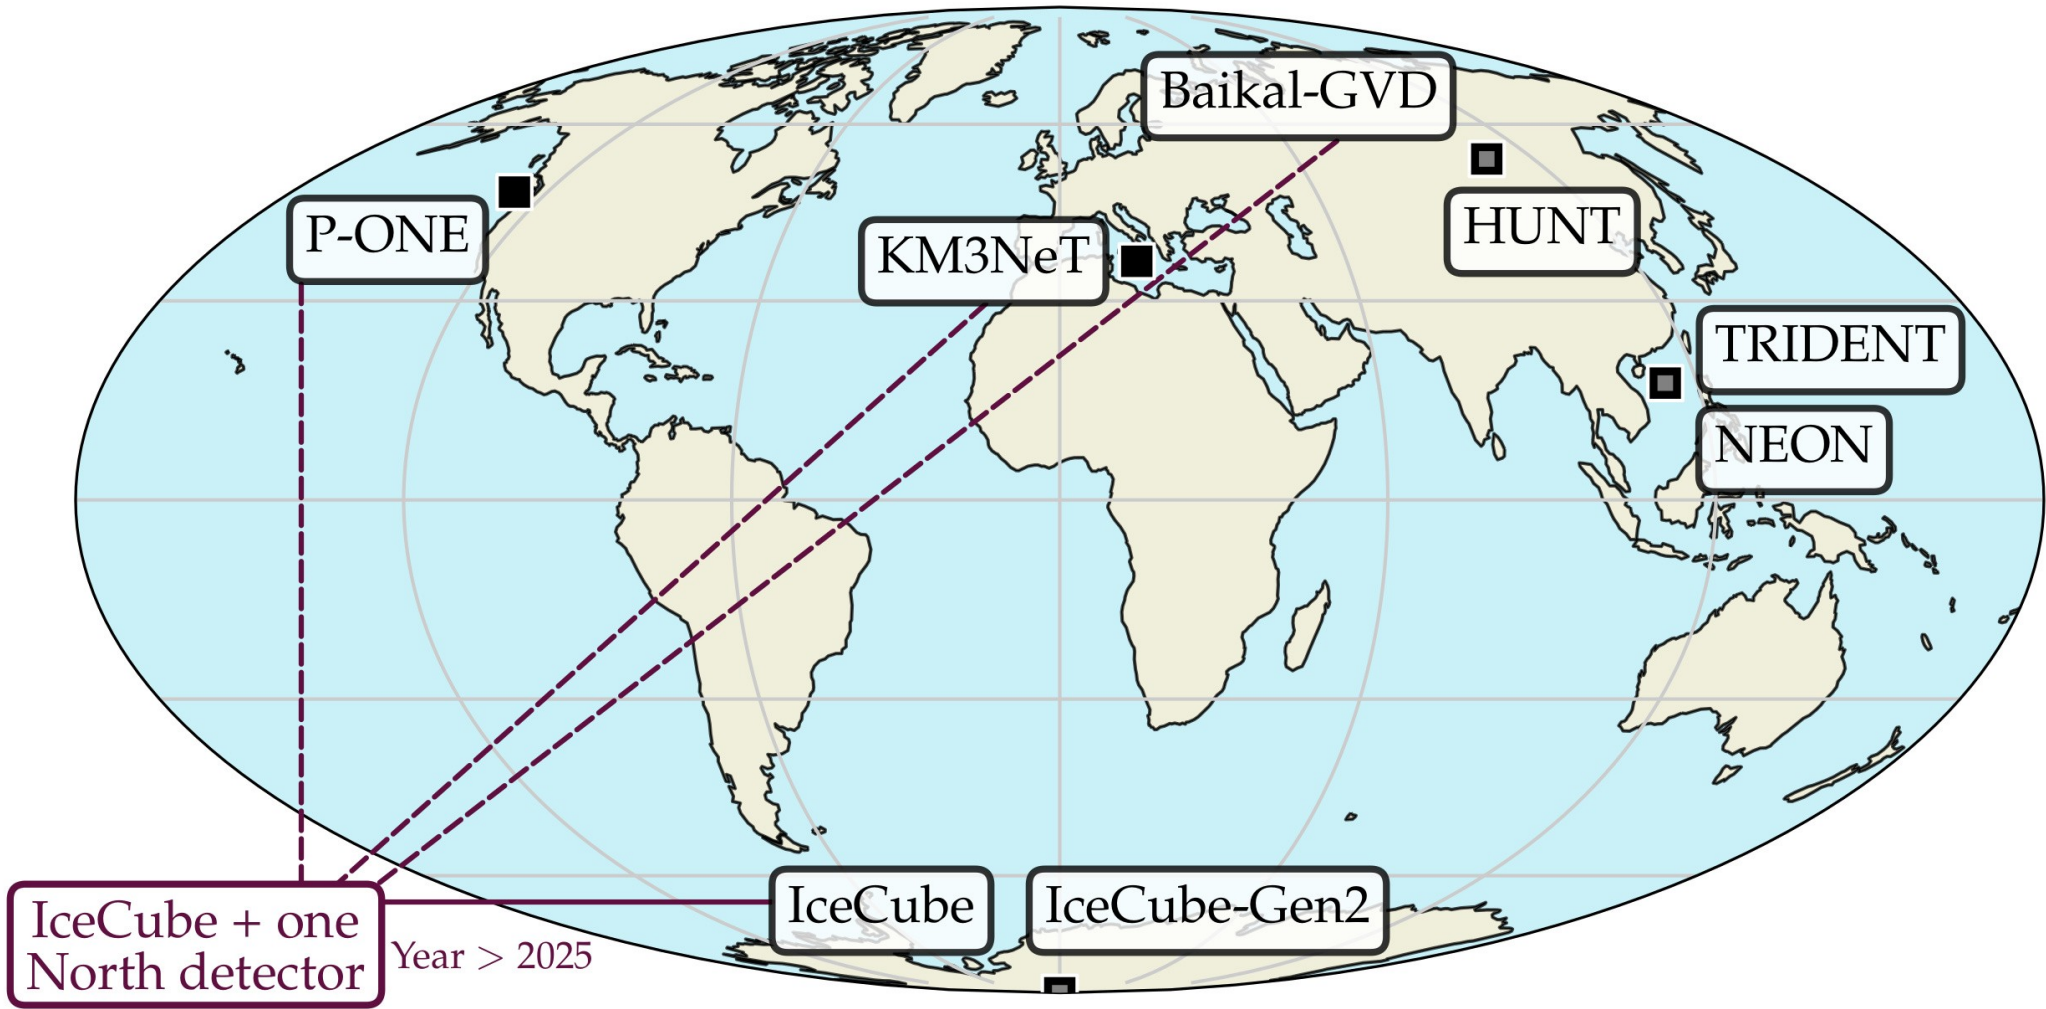 Baikal-GVD
P-ONE
HUNT
KM3NeT
TRIDENT
NEON
IceCube
IceCube-Gen2
IceCube + one
North detector
Year > 2025